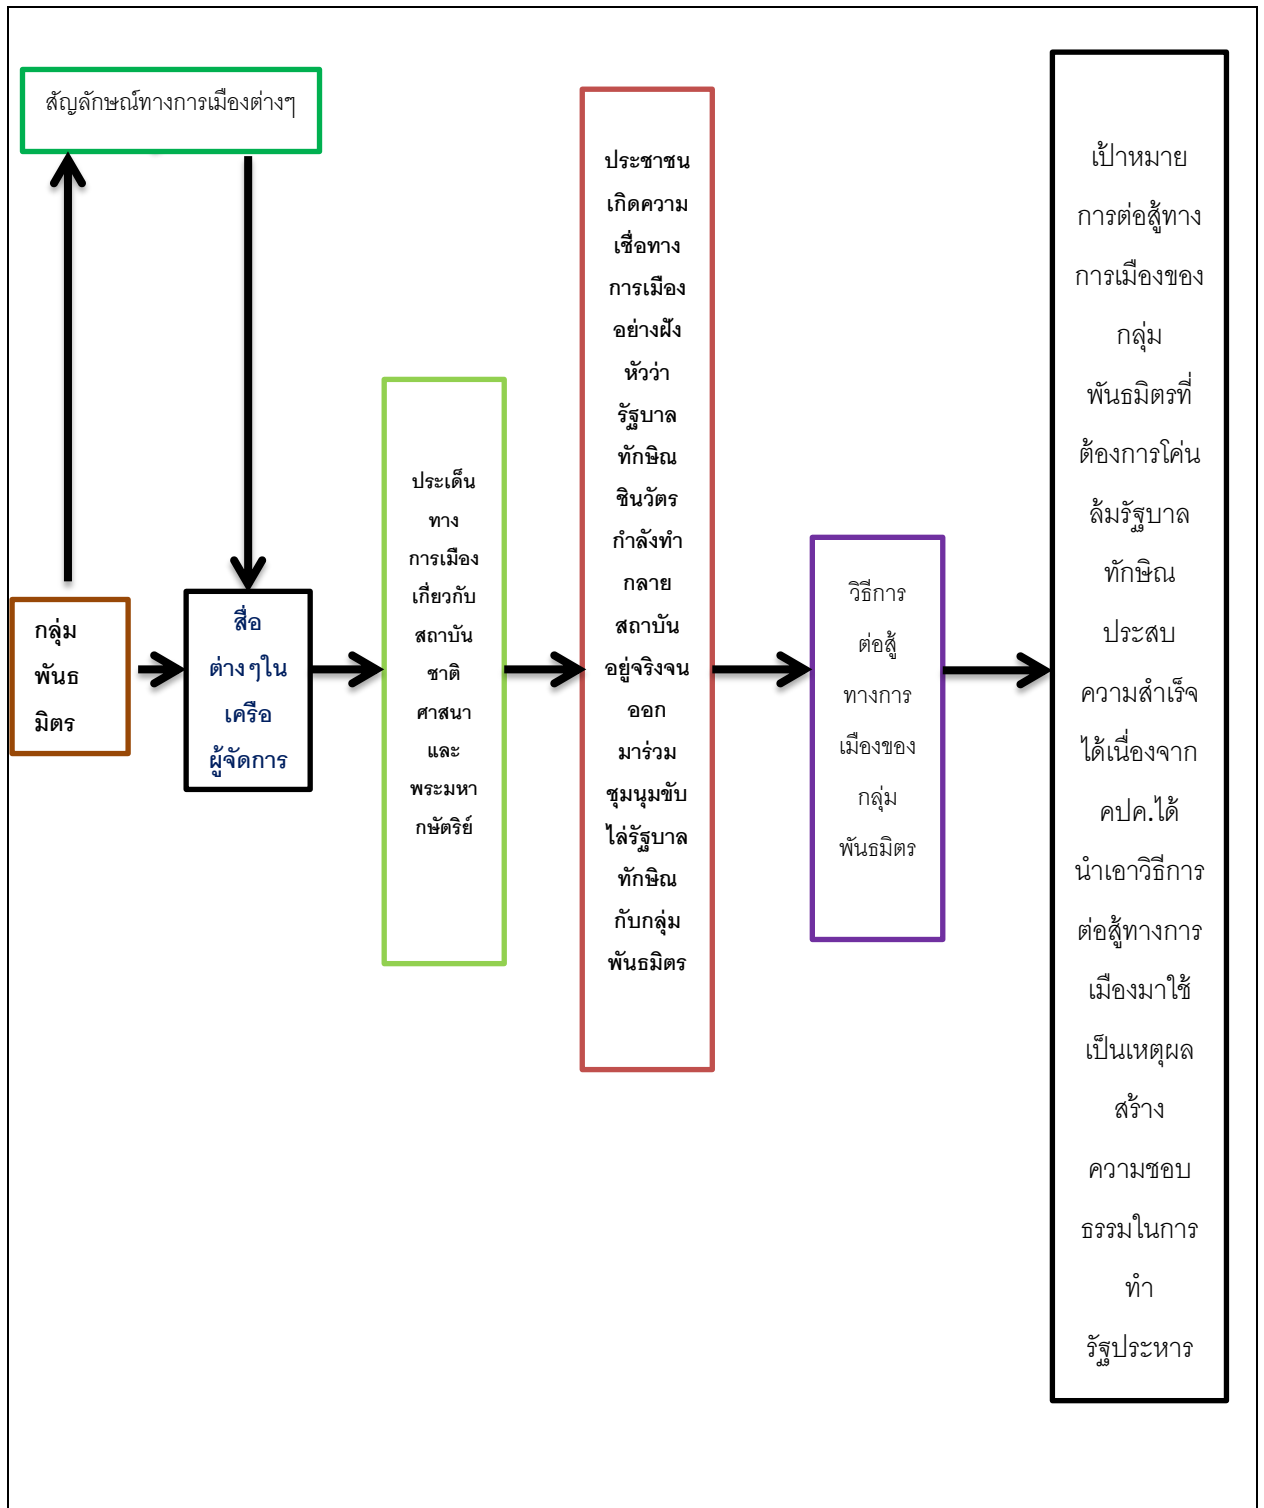 สัญลักษณ์ทางการเมืองต่างๆ
กลุ่ม
พันธ
มิตร
สื่อ
ต่างๆใน
เครือ
ผู้จัดการ
ประเด็น
ทาง
การเมือง
เกี่ยวกับ
สถาบัน
ชาติ
ศาสนา
และ
พระมหา
กษัตริย์
ประชาชน
เกิดความ
เชื่อทาง
การเมือง
อย่างฝัง
หัวว่า
รัฐบาล
ทักษิณ
ชินวัตร
กำลังทำ
กลาย
สถาบัน
อยู่จริงจน
ออก
มาร่วม
ชุมนุมขับ
ไล่รัฐบาล
ทักษิณ
กับกลุ่ม
พันธมิตร
วิธีการ
ต่อสู้
ทางการ
เมืองของ
กลุ่ม
พันธมิตร
เป้าหมาย
การต่อสู้ทาง
การเมืองของ
กลุ่ม
พันธมิตรที่
ต้องการโค่น
ล้มรัฐบาล
ทักษิณ
ประสบ
ความสำเร็จ
ได้เนื่องจาก
คปค.ได้
นำเอาวิธีการ
ต่อสู้ทางการ
เมืองมาใช้
เป็นเหตุผล
สร้าง
ความชอบ
ธรรมในการ
ทำ
รัฐประหาร